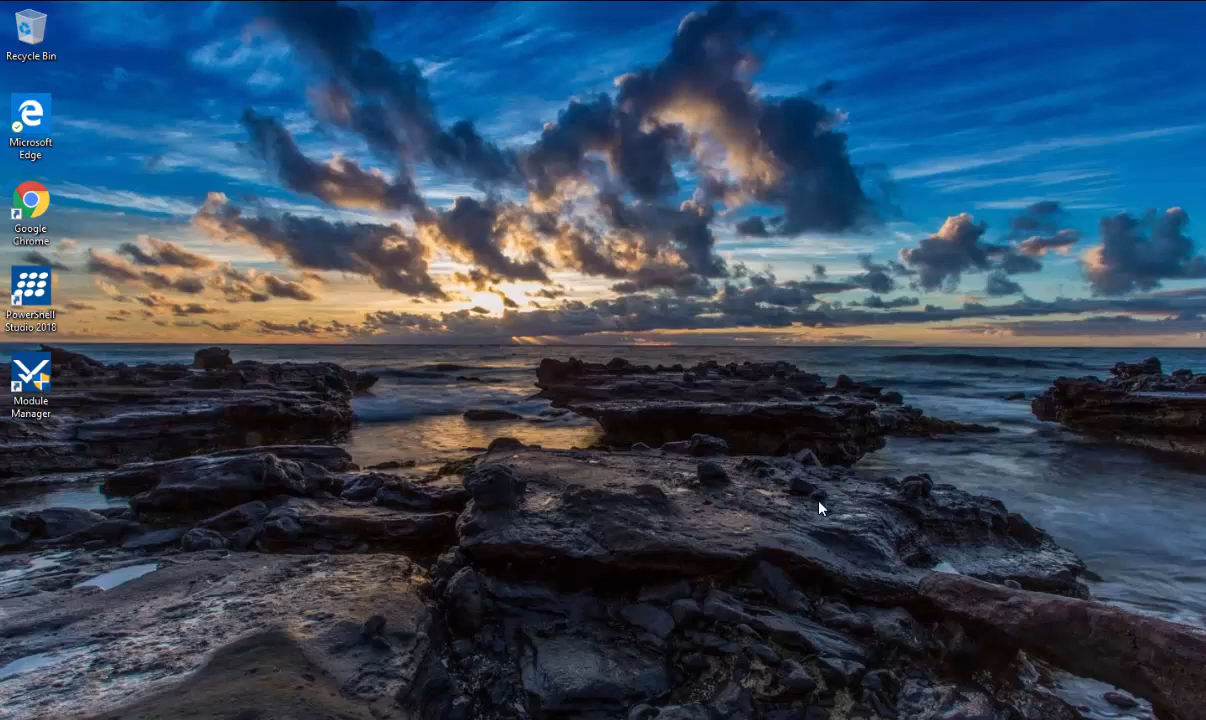 Recycle Bin
Microsoft
Edge
Google
Chrome
PowerShell
Studio 2018
Module
Manager